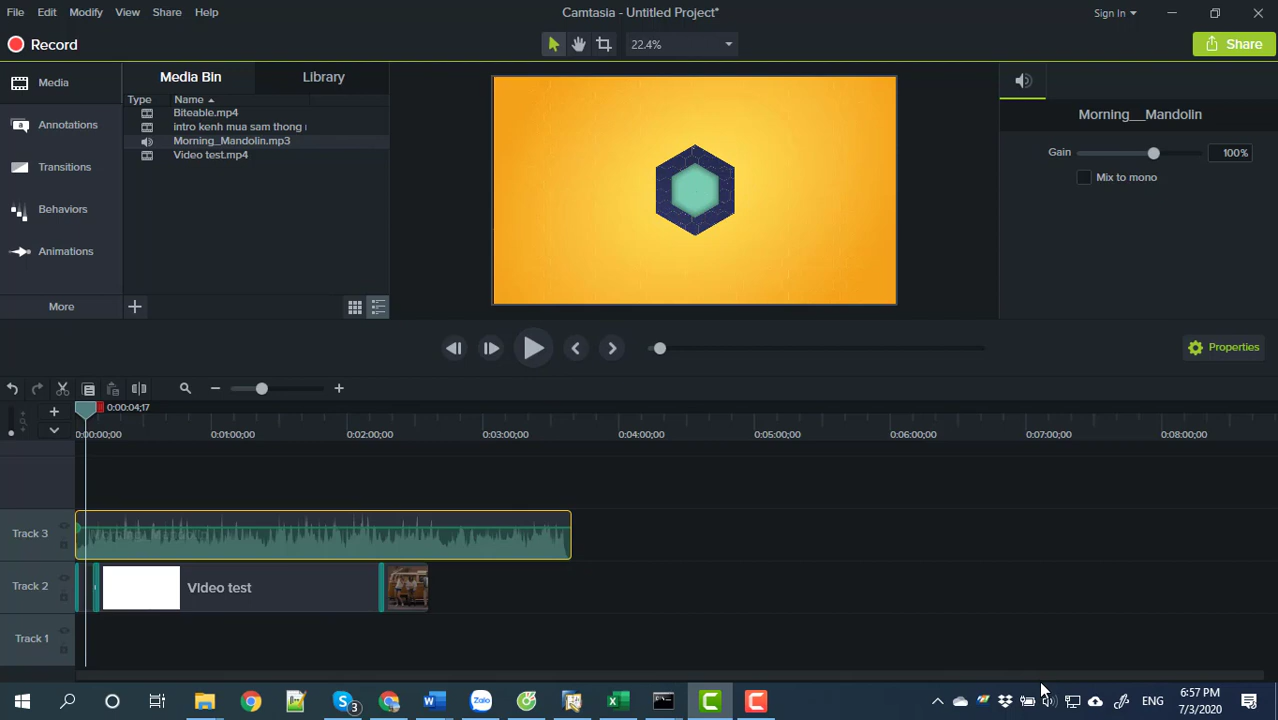 File Edit Modify View Share Help
Camtasia - Untitled Project*
Sign In
Record
22.4%
Share
Media
Annotations
Transitions
Behaviors
Animations
More
Media Bin
Library
Type Name
Biteable.mp4
intro kenh mua sam thong
Morning_Mandolin.mp3
Video test.mp4
Morning__Mandolin
Gain 100%
Mix to mono
Properties
0:00:04;17
0:00:00;00 0:01:00;00 0:02:00;00 0:03:00;00 0:04:00;00 0:05:00;00 0:06:00;00 0:07:00;00 0:08:00;00
Track 3
Track 2
Video test
Track 1
3
ENG
6:57 PM
7/3/2020